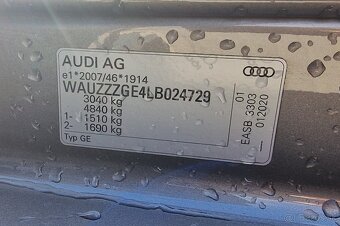 AUDI AG
e1*2007/46*1914
WAUZZZGE4LB024729
3040 kg
4840 kg
1- 1510 kg
2- 1690 kg
Typ GE
EASB 3303 01
012020